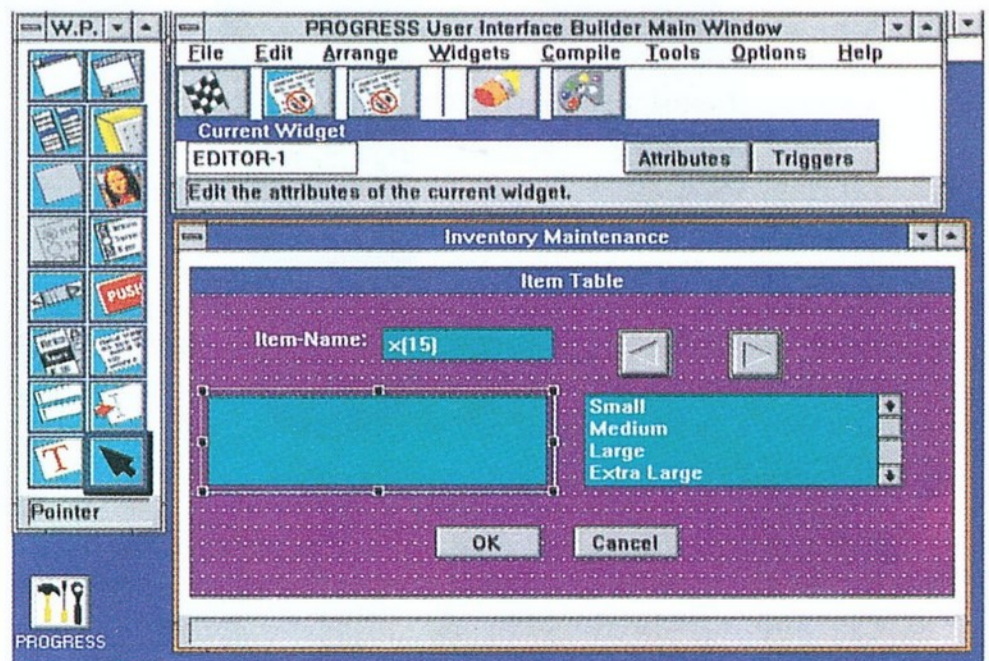 W.P.
PROGRESS User Interface Builder Main Window
File Edit Arrange Widgets Compile Tools Options Help
Current Widget
EDITOR-1
Attributes Triggers
Edit the attributes of the current widget.
PUSH
T
Pointer
PROGRESS
Inventory Maintenance
Item Table
Item-Name: x(15)
Small
Medium
Large
Extra Large
OK Cancel